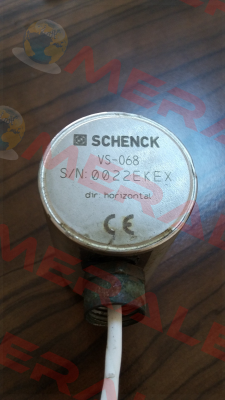 SCHENCK
VS-068
S/N: 0022EKEX
dir. horizontal
CE